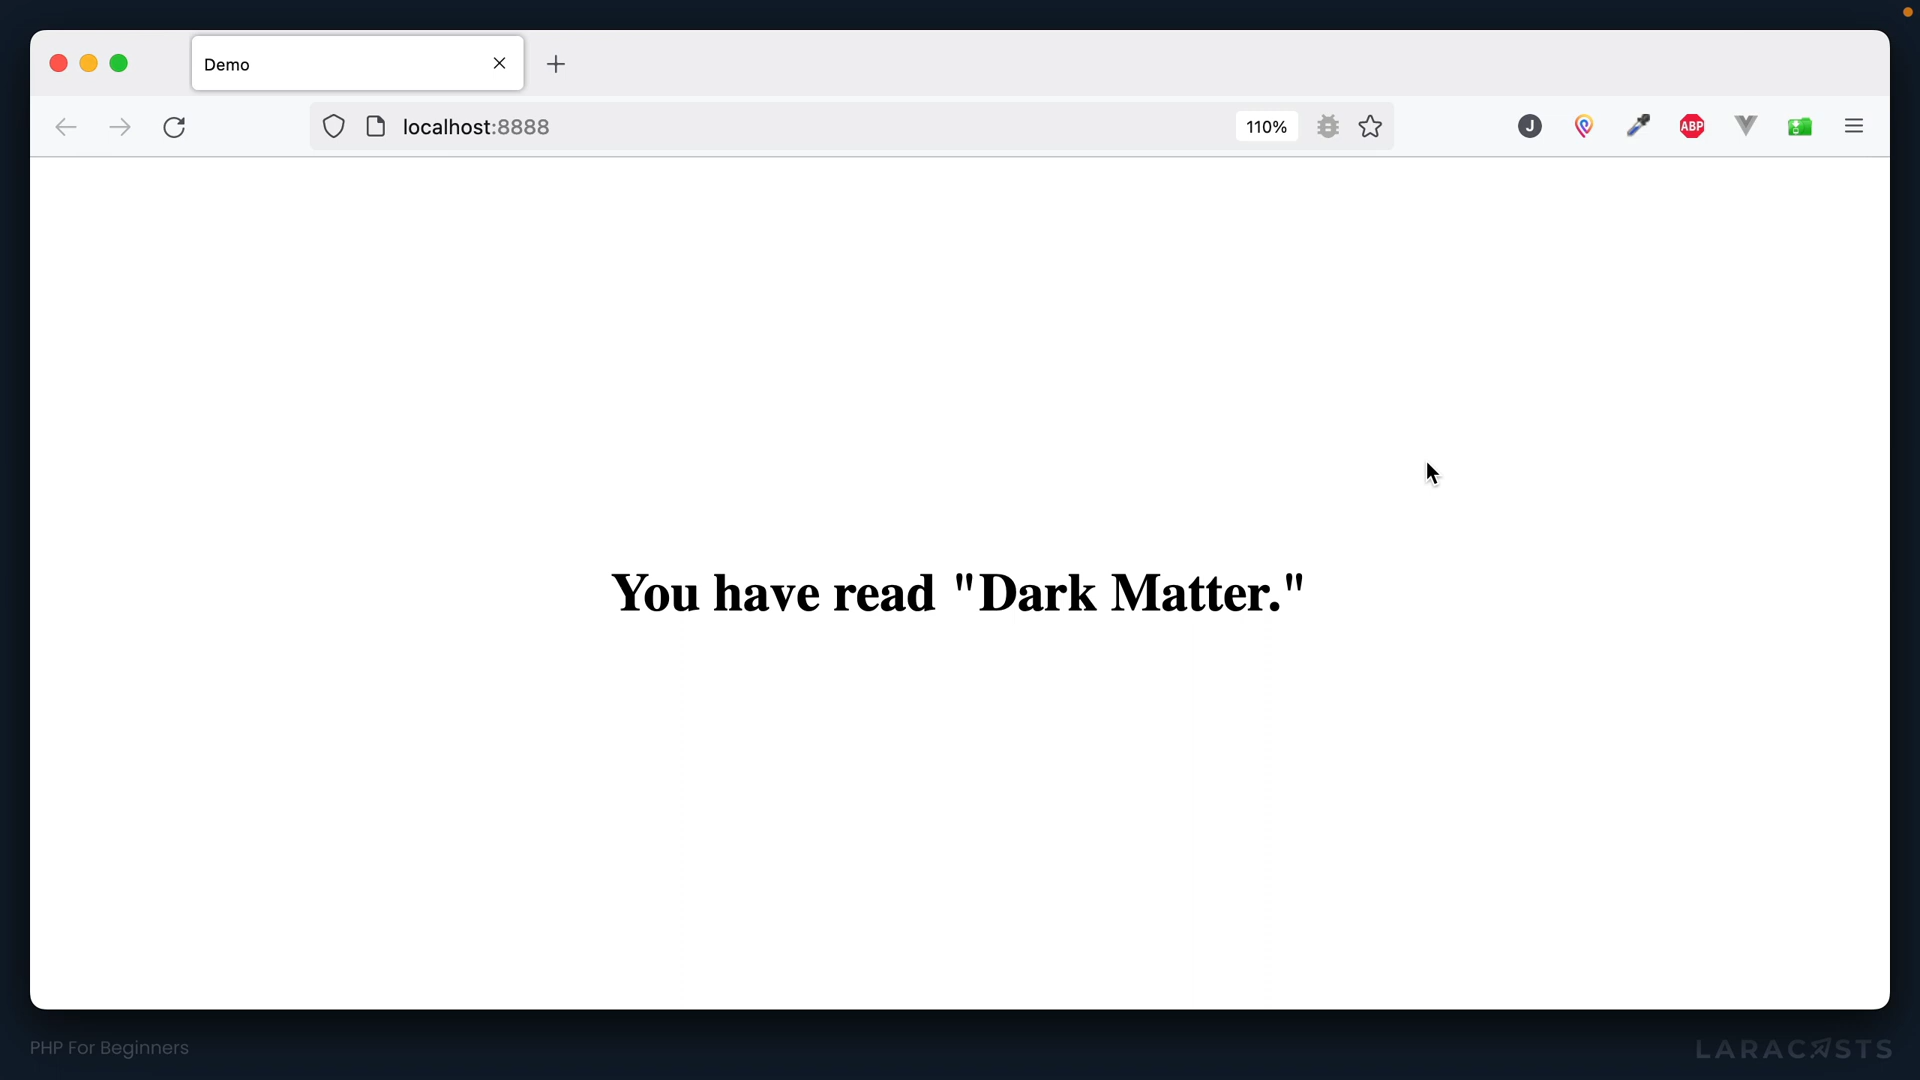 Demo
localhost:8888
110%
J
ABP
You have read "Dark Matter."
PHP For Beginners
LARACASTS